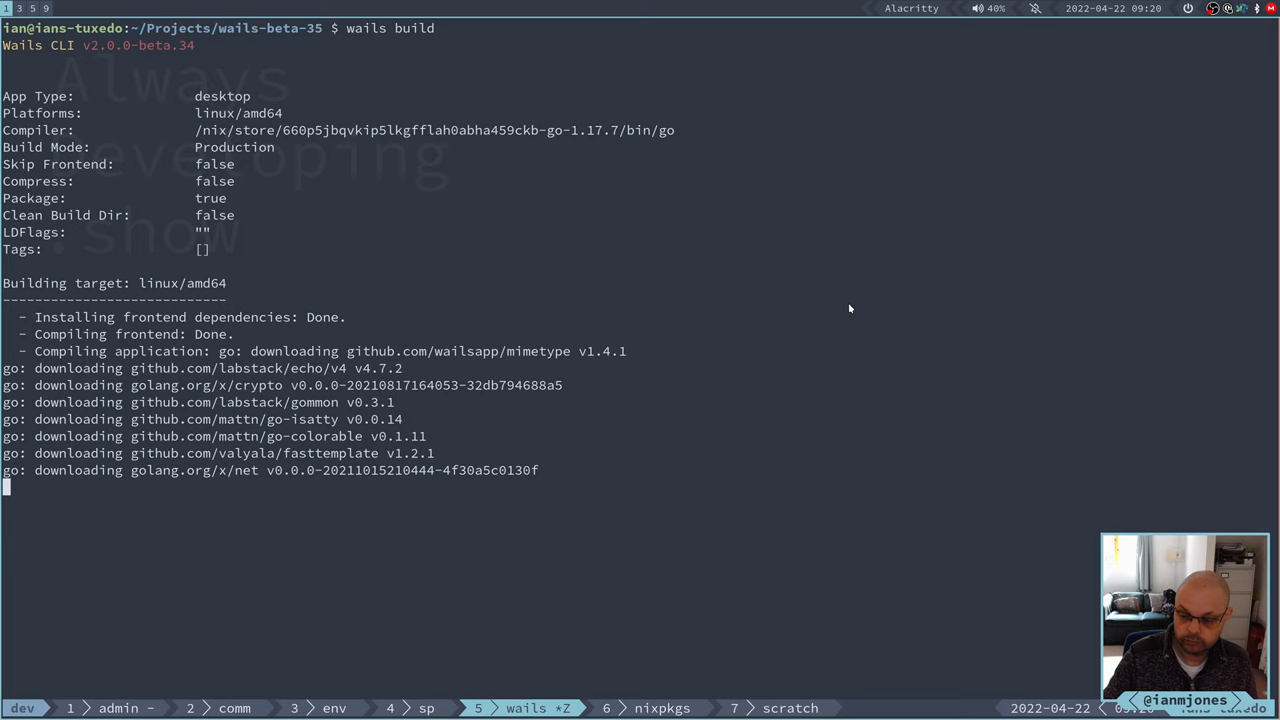 1 3 5 9
Alacritty
40%
2022-04-22 09:20
ian@ians-tuxedo:~/Projects/wails-beta-35 $ wails build
Wails CLI v2.0.0-beta.34
Always
Developing
.show
App Type: desktop
Platforms: linux/amd64
Compiler: /nix/store/660p5jbqvkip5lkgfflah0abha459ckb-go-1.17.7/bin/go
Build Mode: Production
Skip Frontend: false
Compress: false
Package: true
Clean Build Dir: false
LDFlags: ""
Tags: []
Building target: linux/amd64
----------------------------
- Installing frontend dependencies: Done.
- Compiling frontend: Done.
- Compiling application: go: downloading github.com/wailsapp/mimetype v1.4.1
go: downloading github.com/labstack/echo/v4 v4.7.2
go: downloading golang.org/x/crypto v0.0.0-20210817164053-32db794688a5
go: downloading github.com/labstack/gommon v0.3.1
go: downloading github.com/mattn/go-isatty v0.0.14
go: downloading github.com/mattn/go-colorable v0.1.11
go: downloading github.com/valyala/fasttemplate v1.2.1
go: downloading golang.org/x/net v0.0.0-20211015210444-4f30a5c0130f
@ianmjones
dev 1 admin - 2 comm 3 env 4 sp 5 wails *Z 6 nixpkgs 7 scratch 2022-04-22